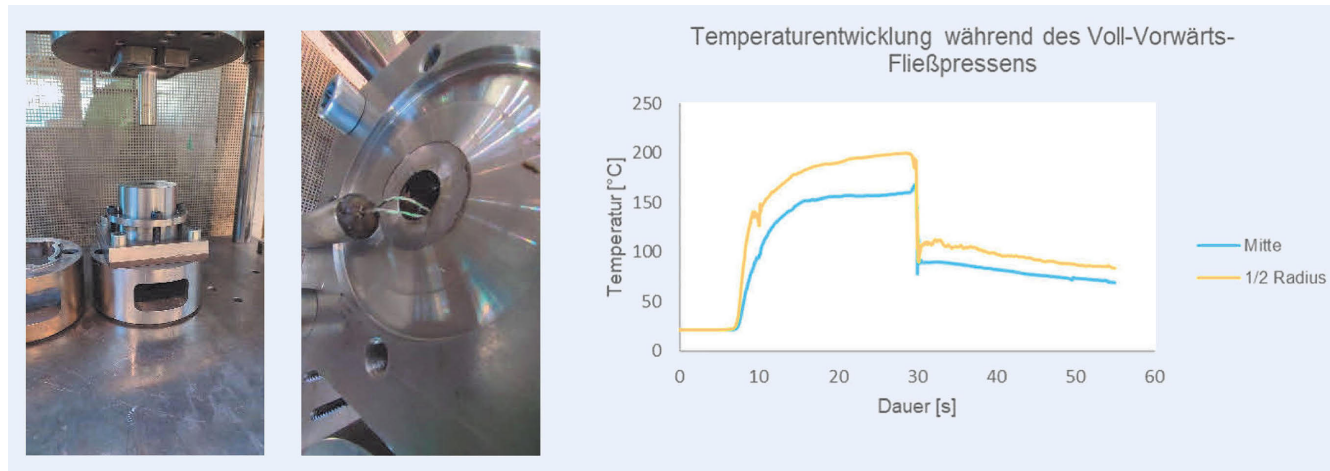 Temperaturentwicklung während des Voll-Vorwärts-
Fließpressens
Temperatur [°C]
250
200
150
100
50
0
0 10 20 30 40 50 60
Dauer [s]
Mitte
1/2 Radius